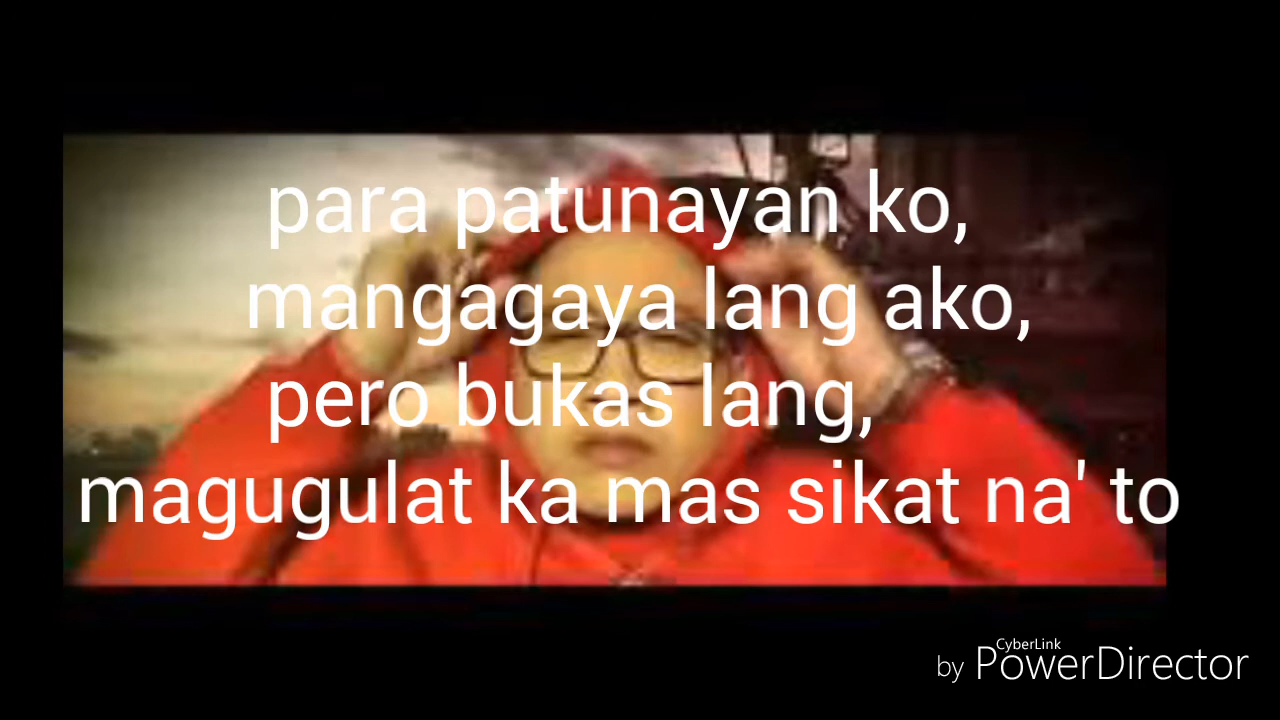 para patunayan ko,
mangagaya lang ako,
pero bukas lang,
magugulat ka mas sikat na' to
CyberLink
by PowerDirector